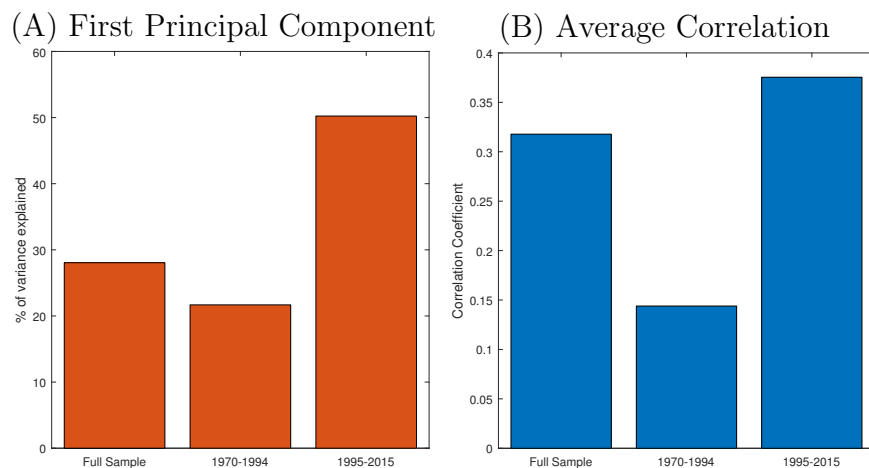 (A) First Principal Component
60
50
40
30
20
10
0
% of variance explained
Full Sample 1970-1994 1995-2015
(B) Average Correlation
0.4
0.35
0.3
0.25
0.2
0.15
0.1
0.05
0
Correlation Coefficient
Full Sample 1970-1994 1995-2015